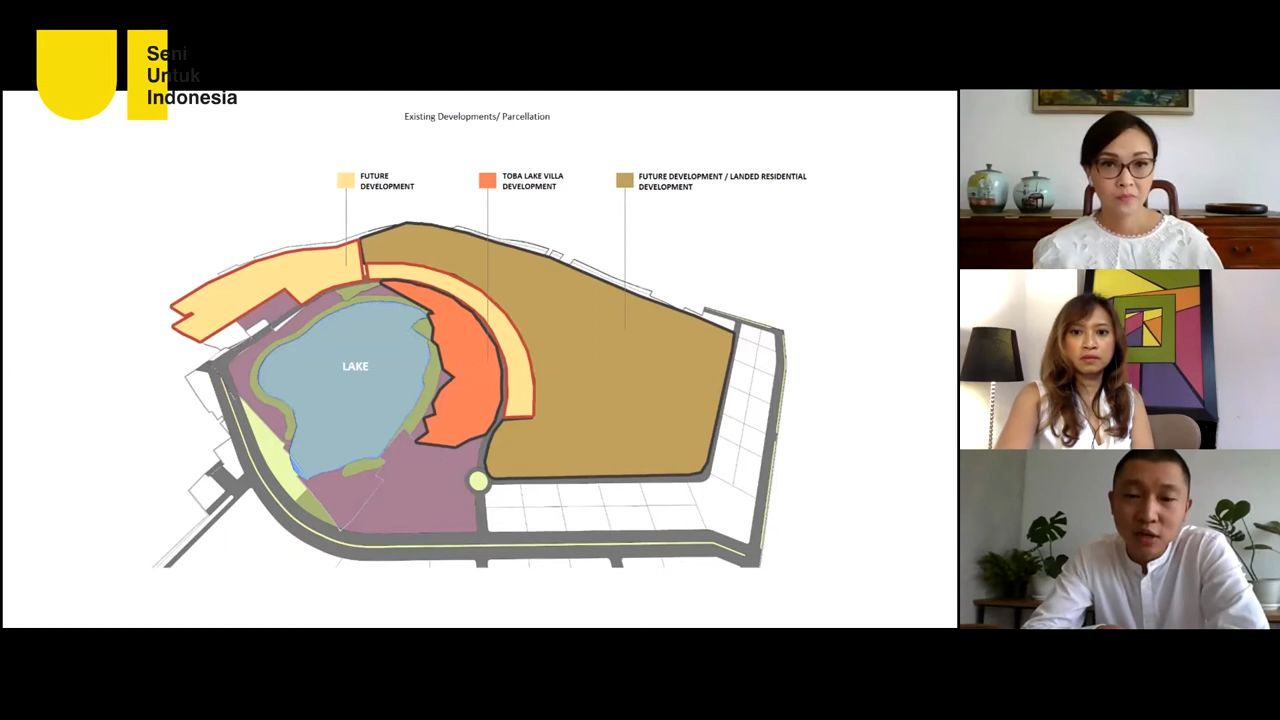 Seni
Untuk
Indonesia
Existing Developments/ Parcellation
FUTURE
DEVELOPMENT
TOBA LAKE VILLA
DEVELOPMENT
FUTURE DEVELOPMENT / LANDED RESIDENTIAL
DEVELOPMENT
LAKE